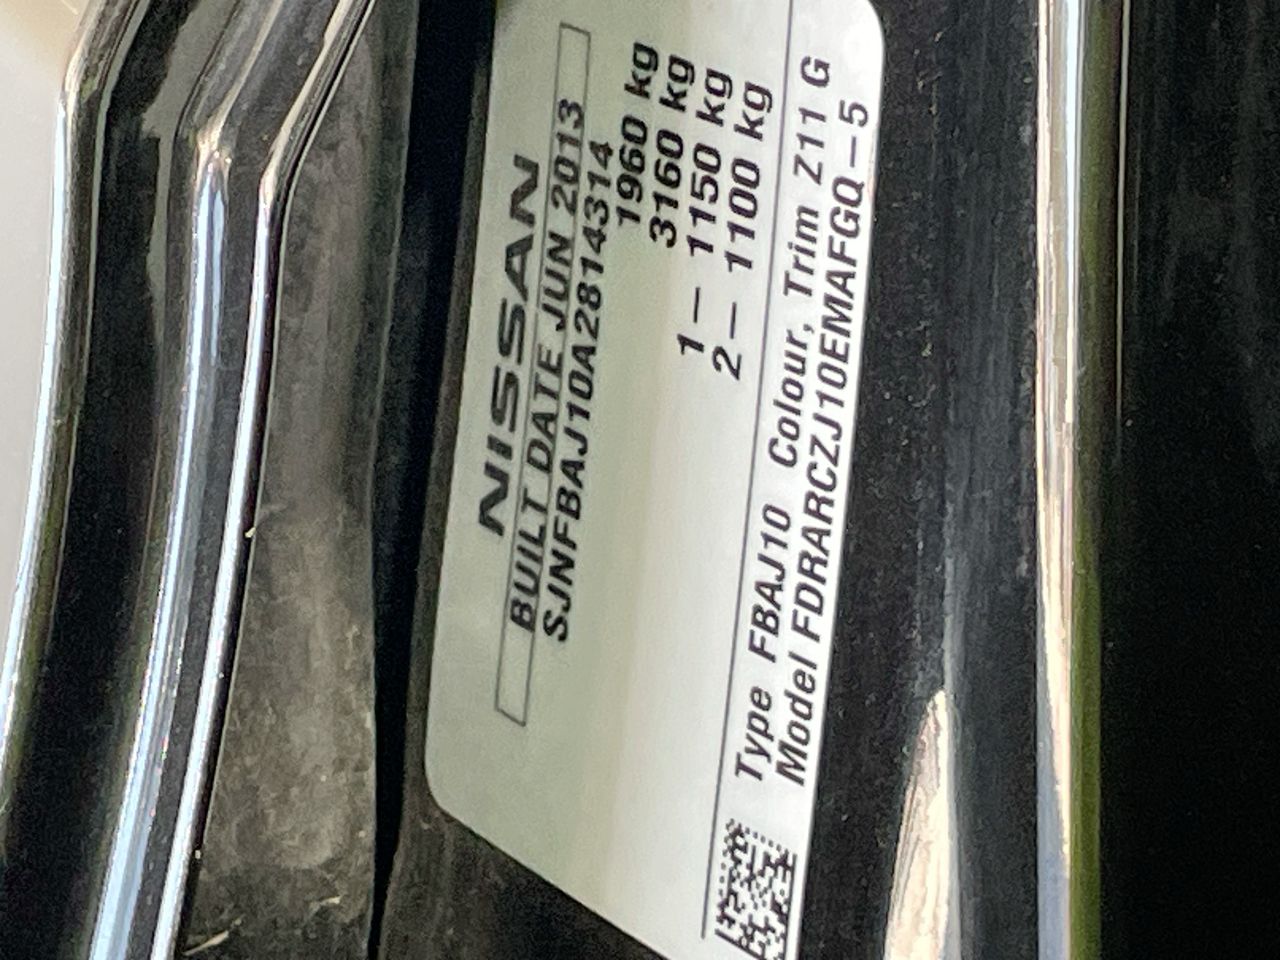 NISSAN
BUILT DATE JUN 2013
SJNFBAJ10A2814314
1960 kg
3160 kg
1– 1150 kg
2– 1100 kg
Type FBAJ10 Colour, Trim Z11 G
Model FDRARCZJ10EMAFGQ–5